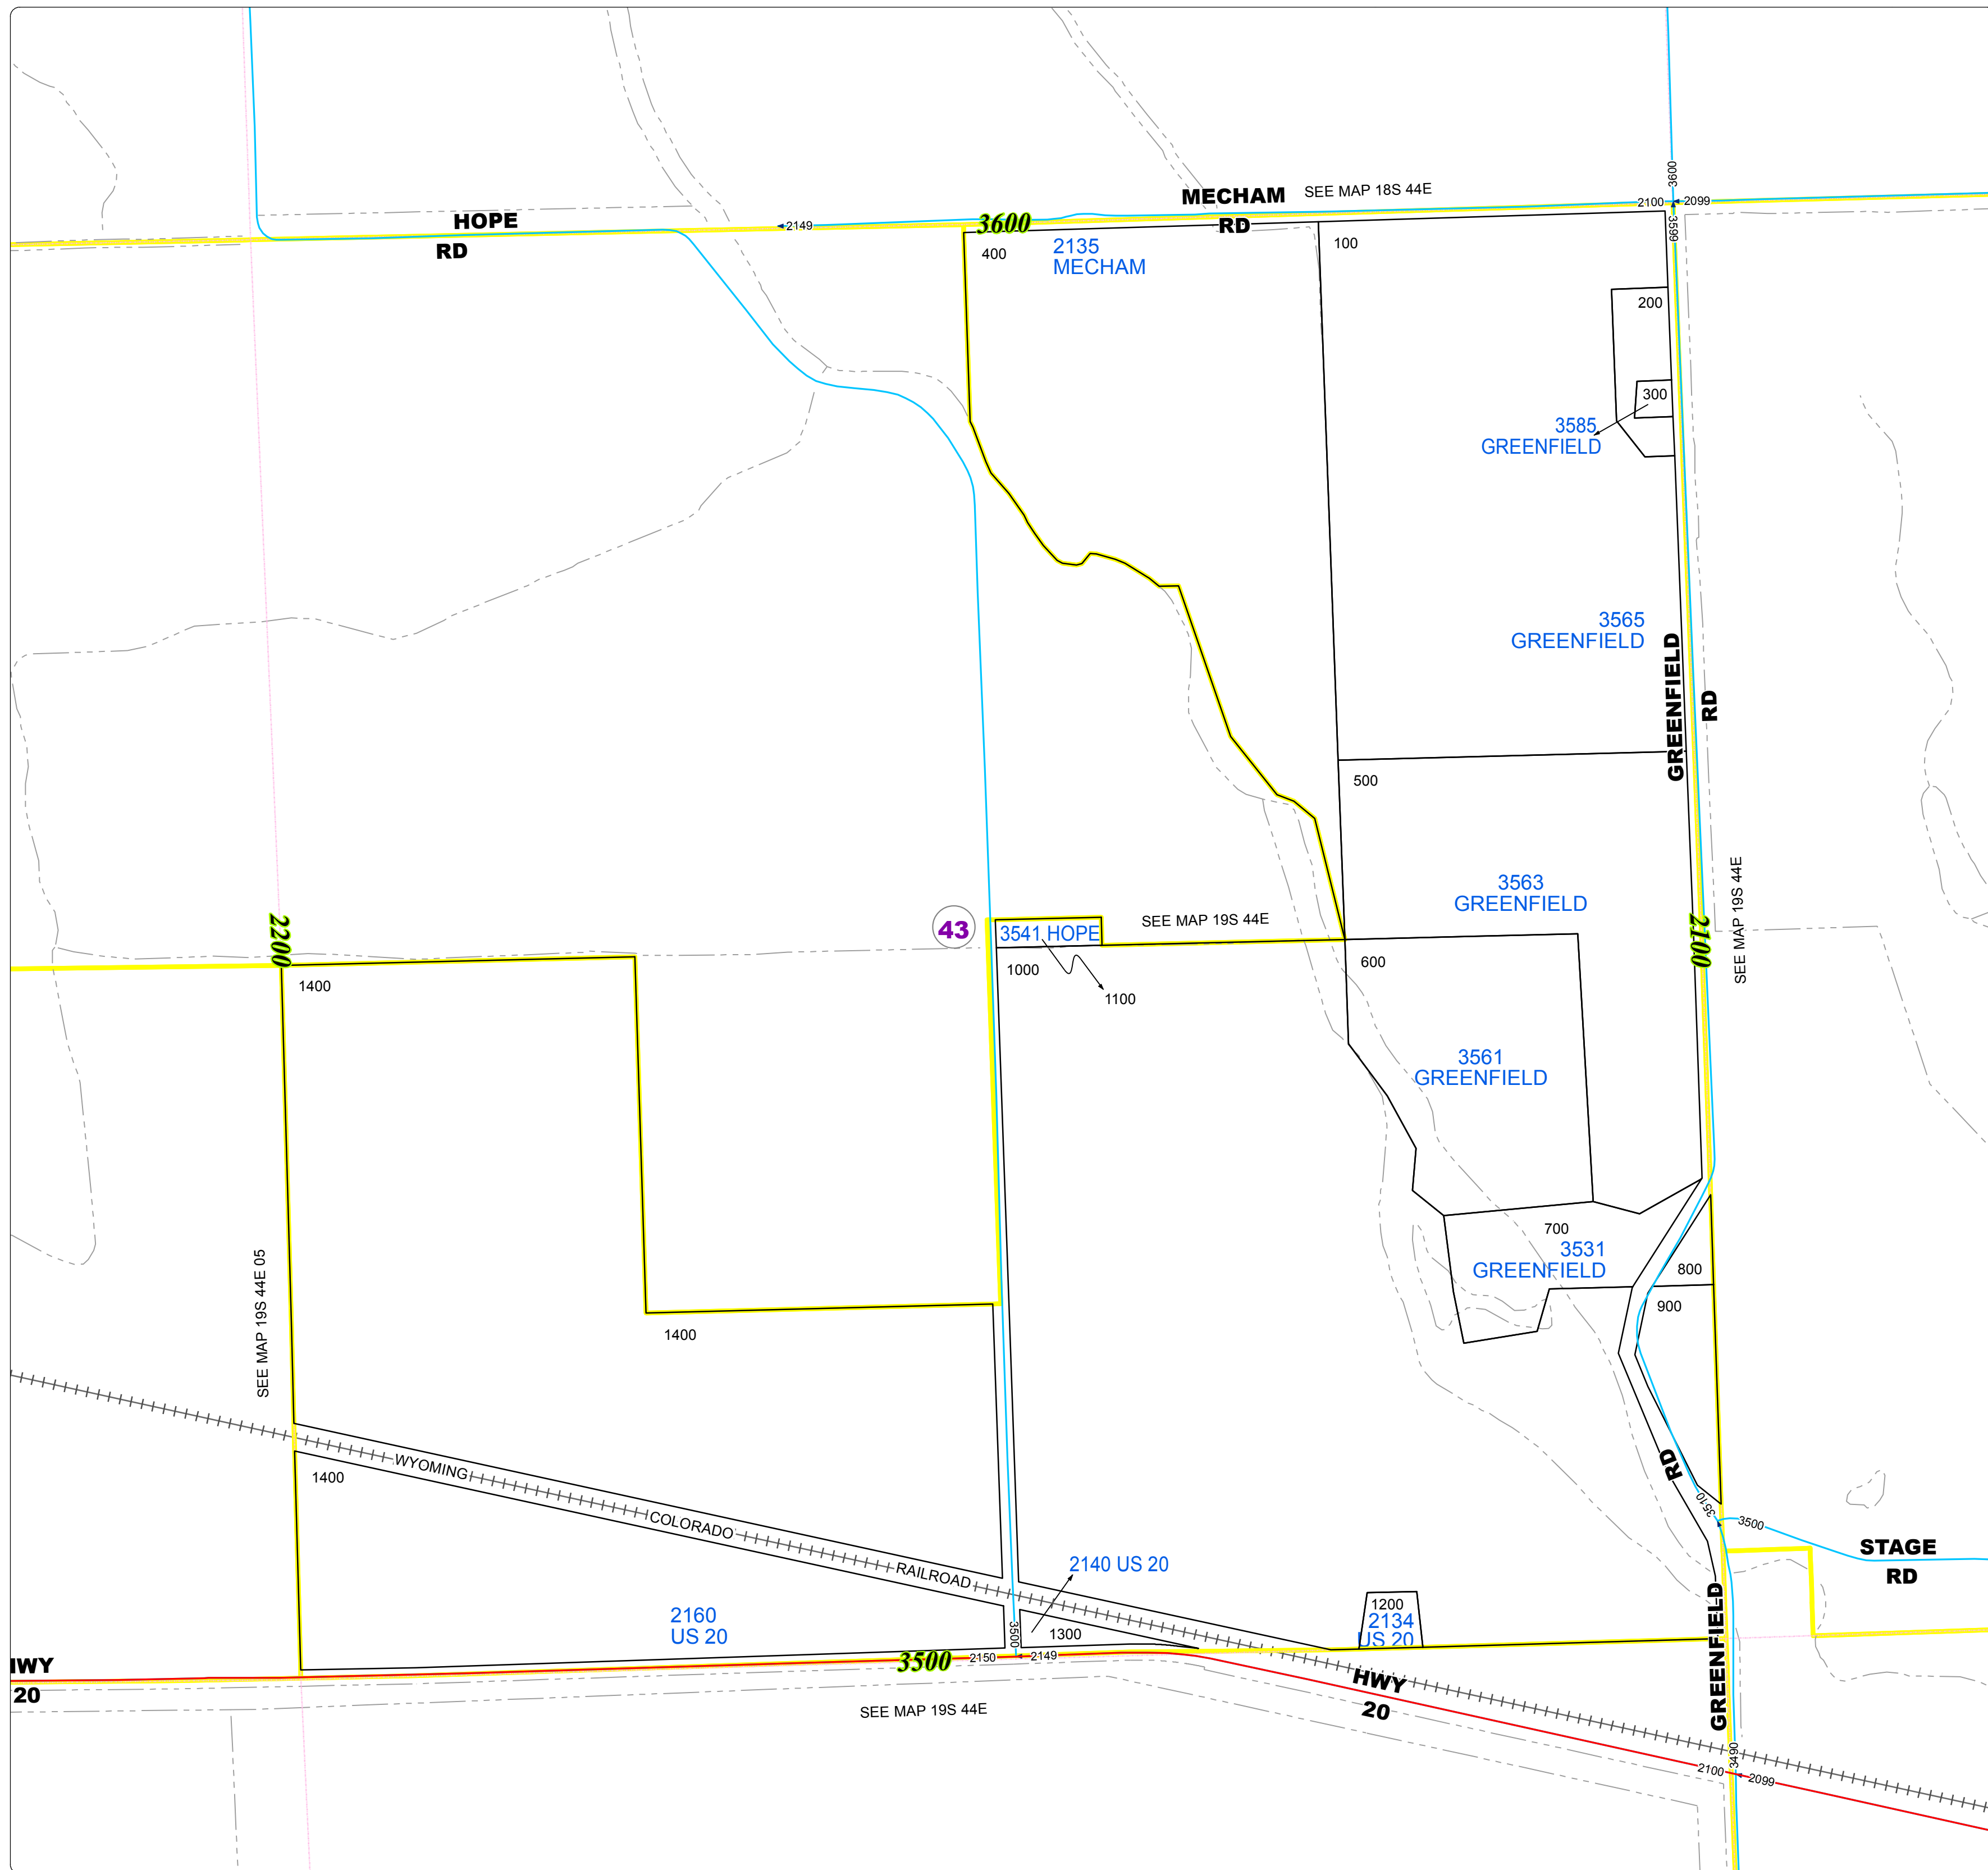 3600
MECHAM
SEE MAP 18S 44E
HOPE
RD
2149
3600
RD
2100
2099
3599
400
2135
MECHAM
100
200
300
3585
GREENFIELD
3565
GREENFIELD
GREENFIELD
RD
500
3563
GREENFIELD
SEE MAP 19S 44E
2100
2200
43
3541 HOPE
SEE MAP 19S 44E
1000
1100
600
1400
3561
GREENFIELD
700
3531
GREENFIELD
800
900
SEE MAP 19S 44E 05
1400
1400
WYOMING
COLORADO
RAILROAD
RD
3510
3500
STAGE
RD
2140 US 20
2160
US 20
1200
2134
US 20
3500
1300
GREENFIELD
HWY
20
3500
2150
2149
SEE MAP 19S 44E
HWY
20
3490
2100
2099